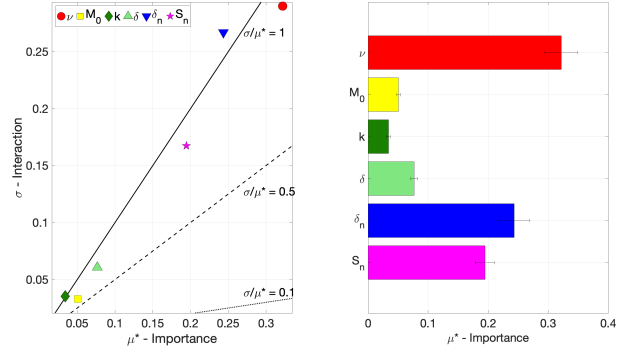 ν M₀ k δ δₙ Sₙ
σ/μ* = 1
σ/μ* = 0.5
σ/μ* = 0.1
0.25
0.2
0.15
0.1
0.05
σ - Interaction
0.05 0.1 0.15 0.2 0.25 0.3
μ* - Importance
ν
M₀
k
δ
δₙ
Sₙ
0 0.1 0.2 0.3 0.4
μ* - Importance